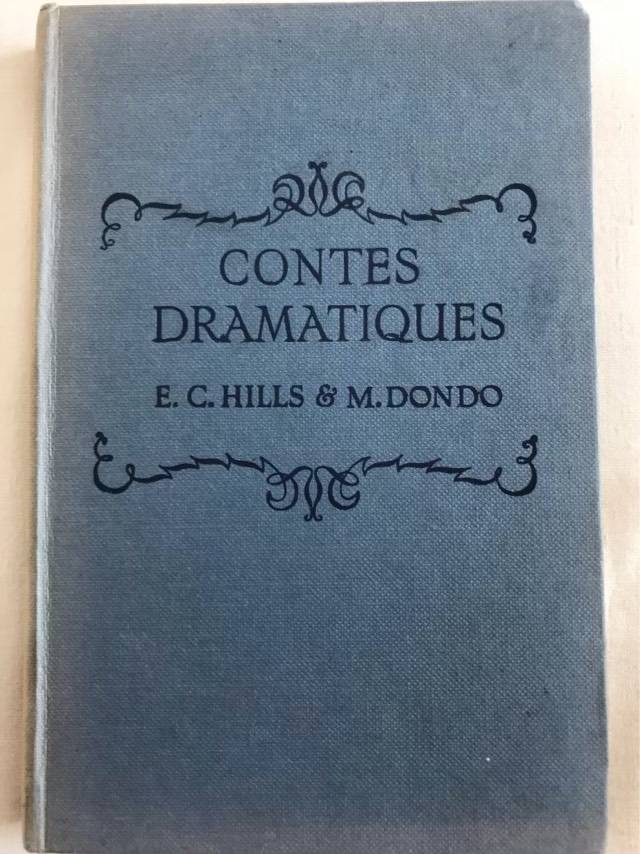 CONTES
DRAMATIQUES
E. C. HILLS & M. DONDO